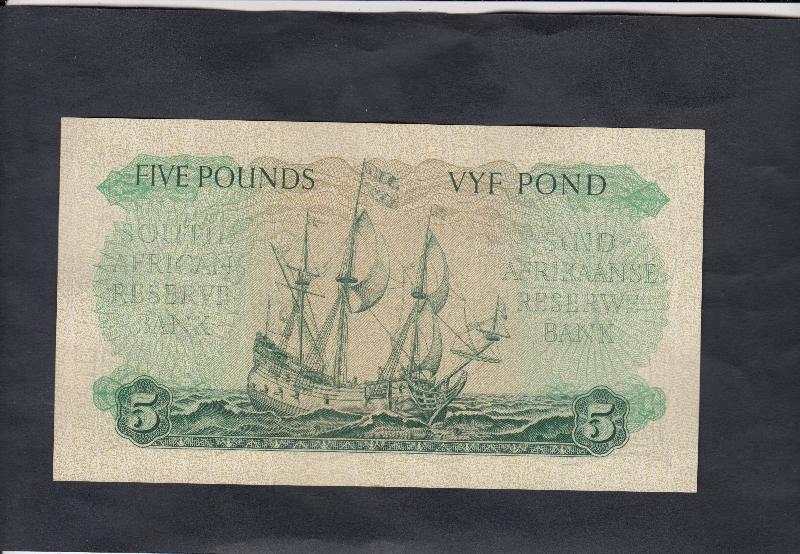 FIVE POUNDS
VYF POND
SOUTH
AFRICAN
RESERVE
BANK
SUID-
AFRIKAANSE
RESERWE
BANK
5
5